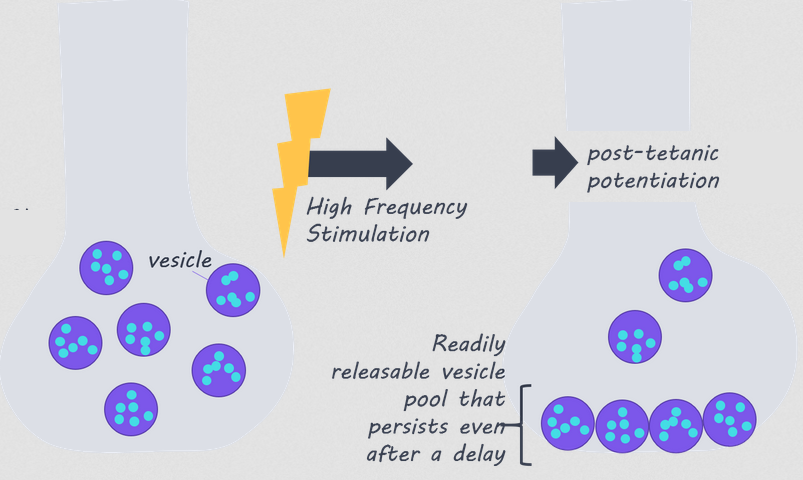 vesicle
High Frequency
Stimulation
post-tetanic
potentiation
Readily
releasable vesicle
pool that
persists even
after a delay